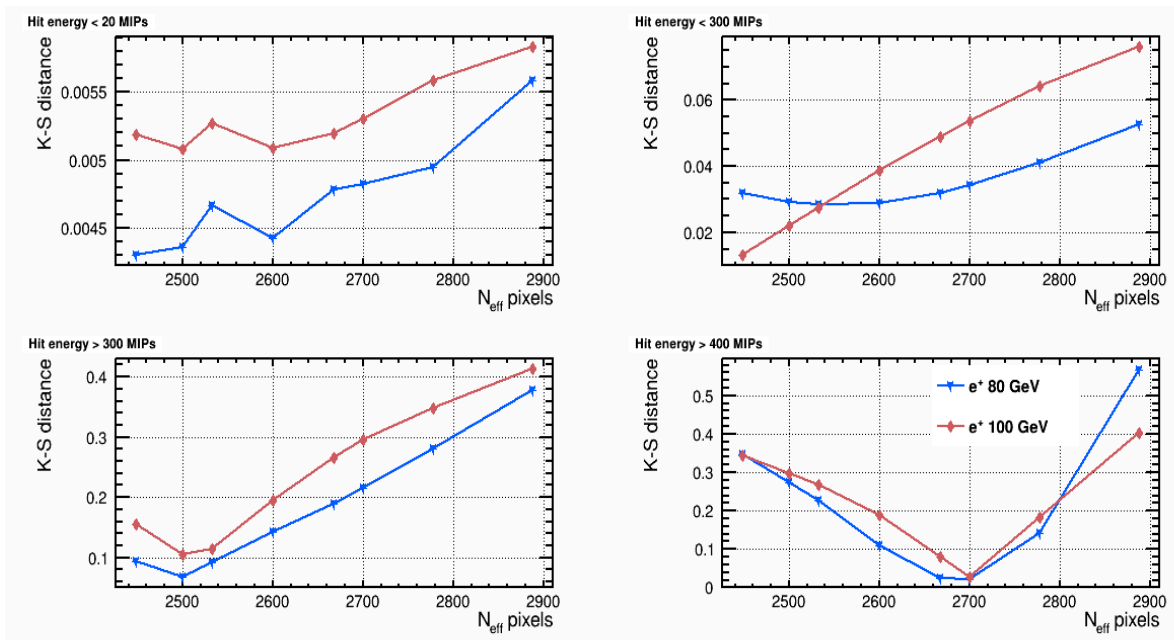 Hit energy < 20 MIPs
K-S distance
0.0055
0.005
0.0045
2500 2600 2700 2800 2900
N_eff pixels
Hit energy < 300 MIPs
K-S distance
0.06
0.04
0.02
2500 2600 2700 2800 2900
N_eff pixels
Hit energy > 300 MIPs
K-S distance
0.4
0.3
0.2
0.1
2500 2600 2700 2800 2900
N_eff pixels
Hit energy > 400 MIPs
K-S distance
0.5
0.4
0.3
0.2
0.1
0
e⁺ 80 GeV
e⁺ 100 GeV
2500 2600 2700 2800 2900
N_eff pixels